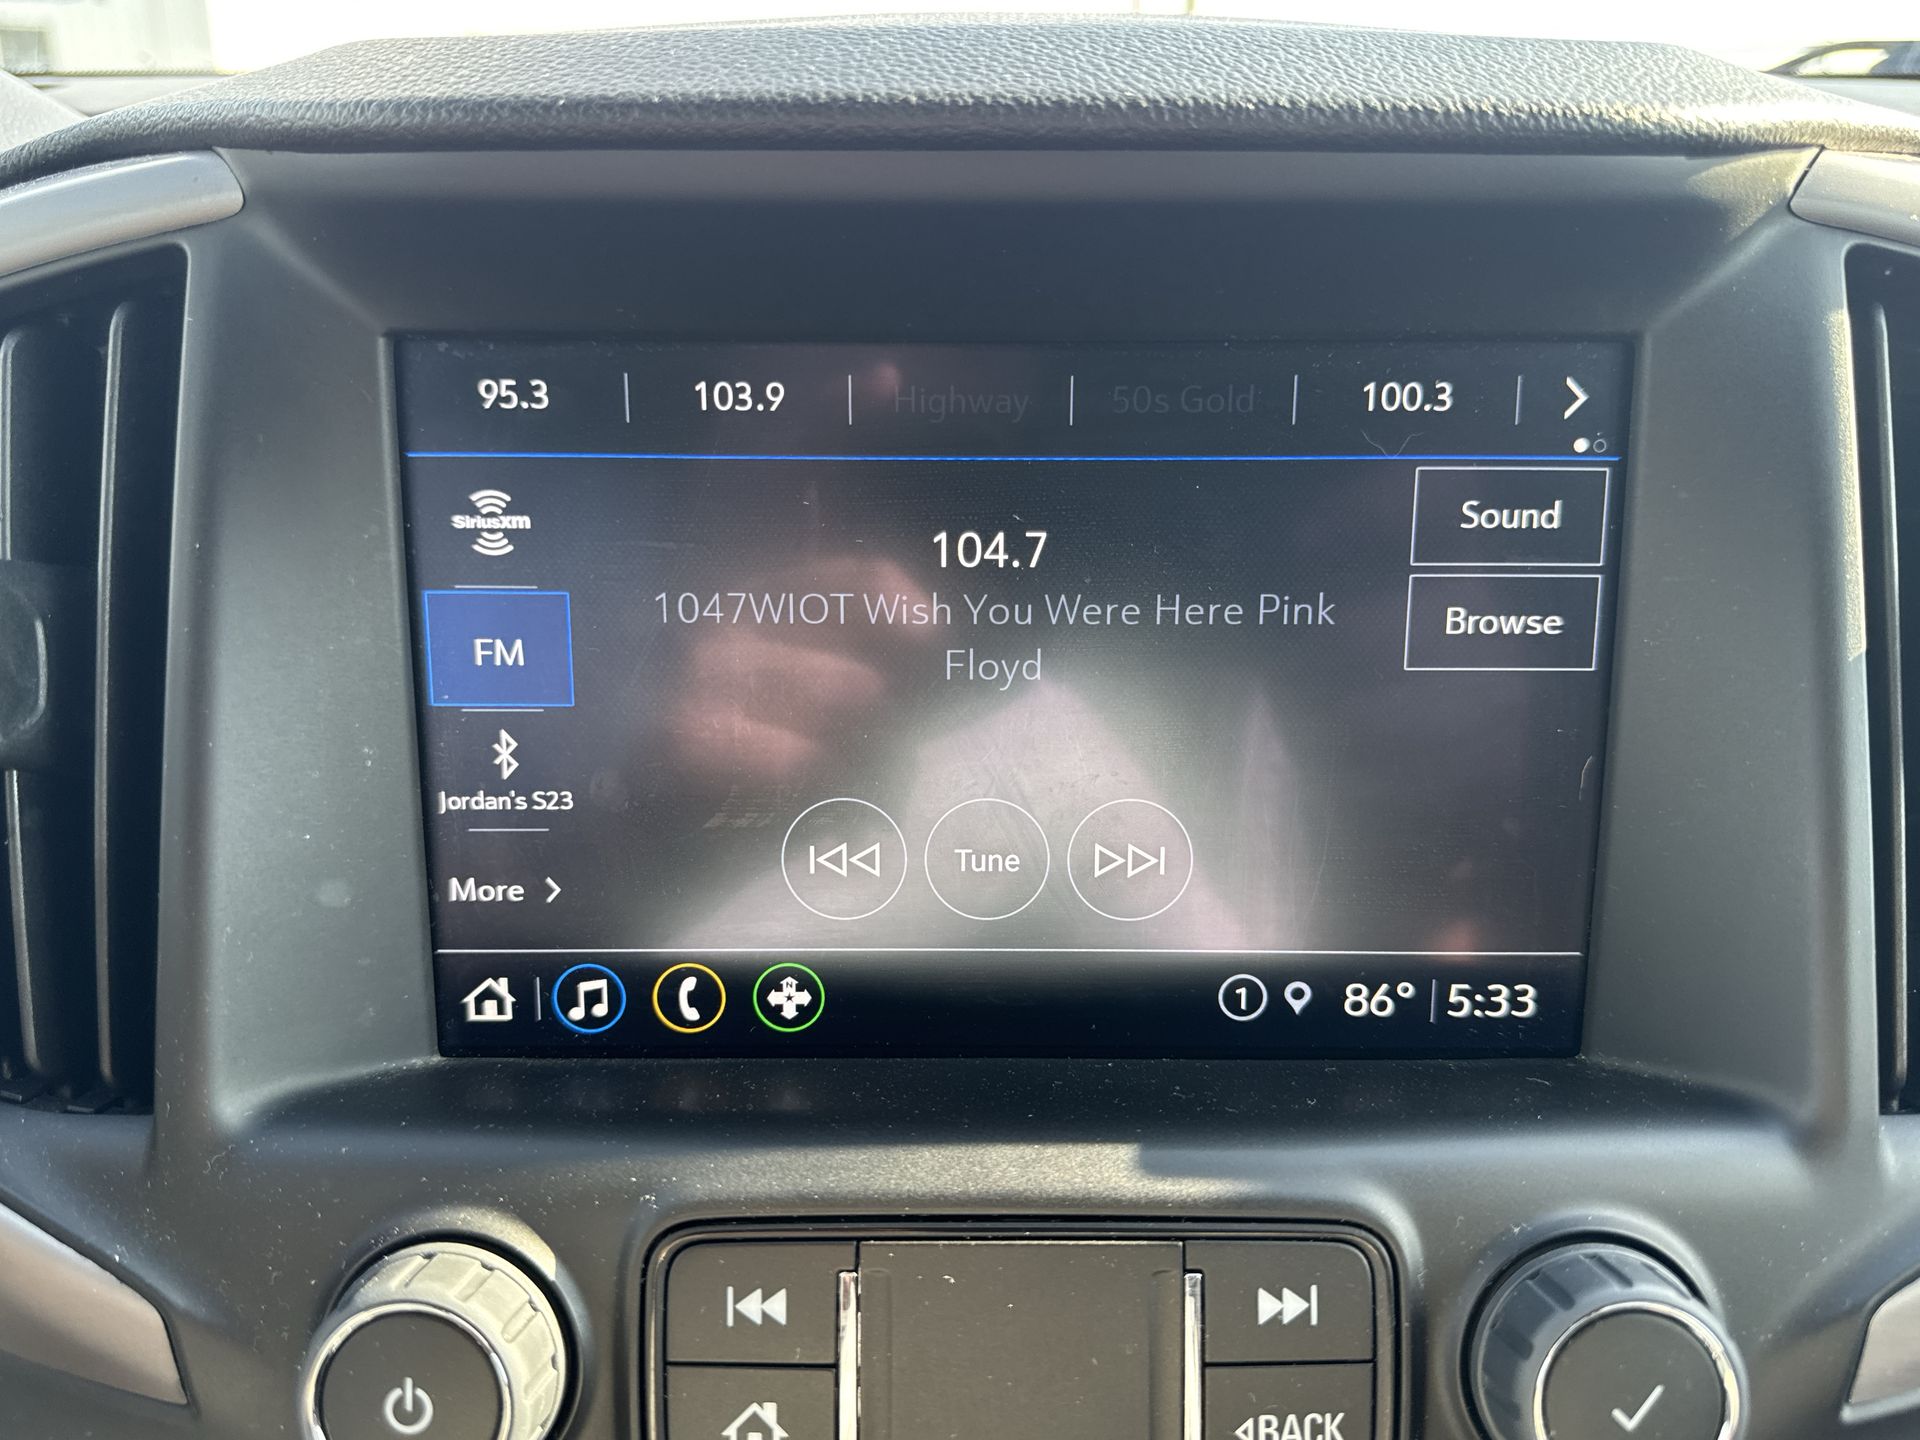 95.3 103.9 Highway 50s Gold 100.3
siriusxm
Sound
104.7
1047WIOT Wish You Were Here Pink
Floyd
Browse
FM
Jordan's S23
More
Tune
N
1 86° 5:33
BACK